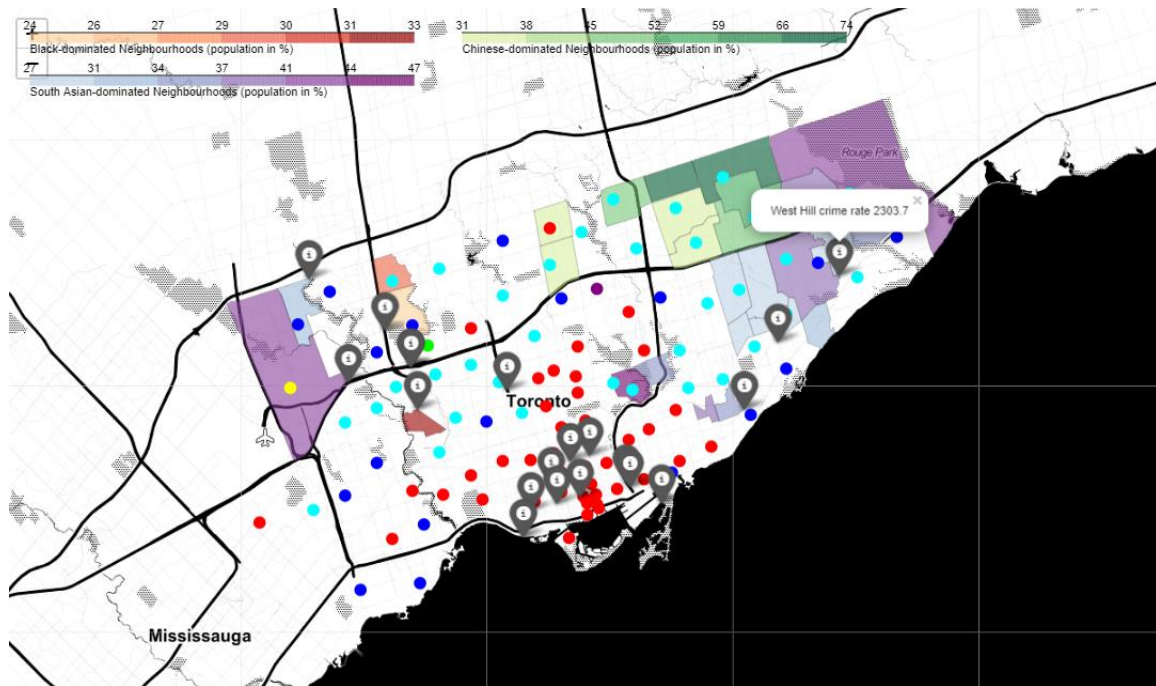 24 26 27 29 30 31 33
Black-dominated Neighbourhoods (population in %)
31 38 45 52 59 66 74
Chinese-dominated Neighbourhoods (population in %)
27 31 34 37 41 44 47
South Asian-dominated Neighbourhoods (population in %)
Rouge Park
West Hill crime rate 2303.7
×
Toronto
Mississauga